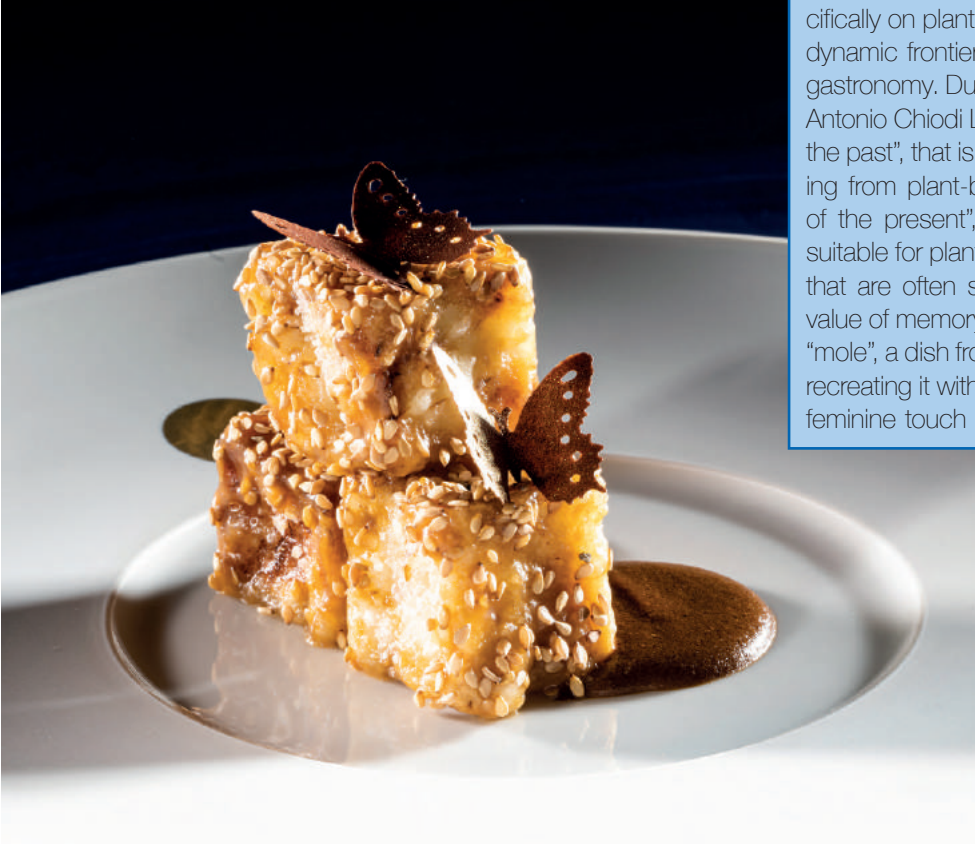 cifically on plant
dynamic frontier
gastronomy. Du
Antonio Chiodi L
the past”, that is
ing from plant-b
of the present”,
suitable for plan
that are often s
value of memory
“mole”, a dish fro
recreating it with
feminine touch